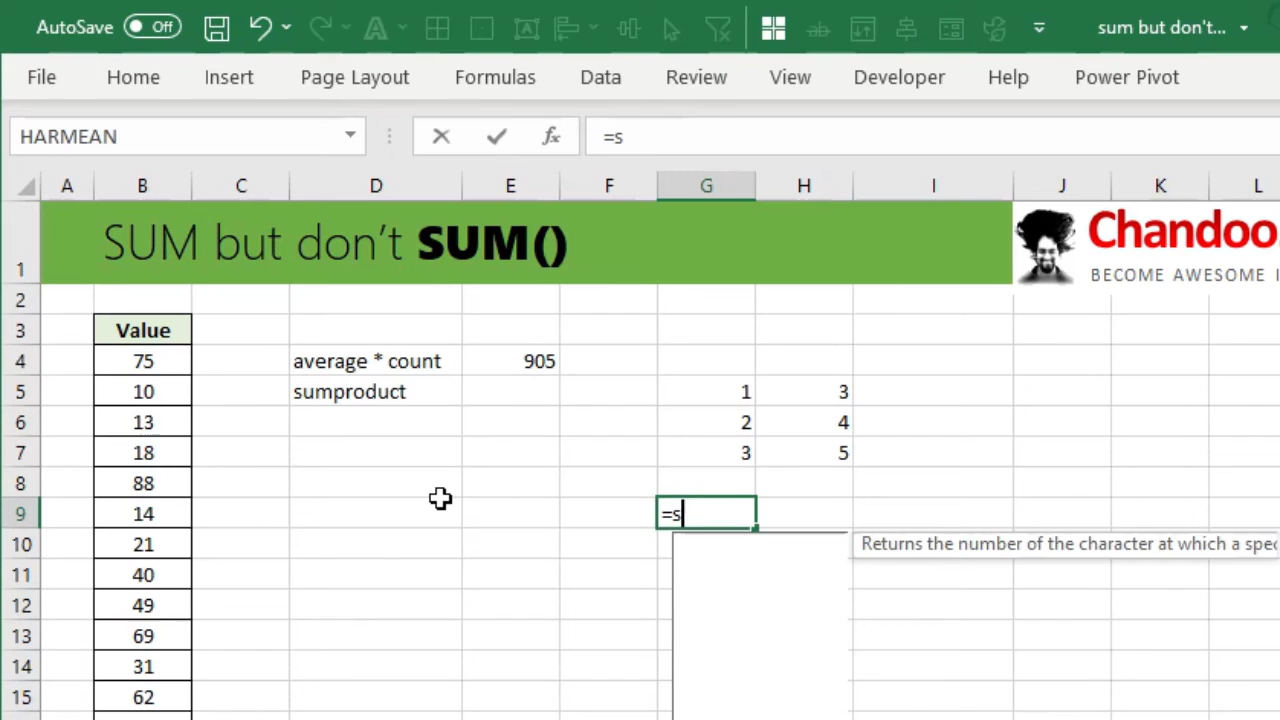 AutoSave Off sum but don't...
File Home Insert Page Layout Formulas Data Review View Developer Help Power Pivot
HARMEAN fx =s
A B C D E F G H I J K L
1 SUM but don't SUM() Chandoo.
BECOME AWESOME I
2
3 Value
4 75 average * count 905
5 10 sumproduct 1 3
6 13 2 4
7 18 3 5
8 88
9 14 =s
10 21 Returns the number of the character at which a spec
11 40
12 49
13 69
14 31
15 62